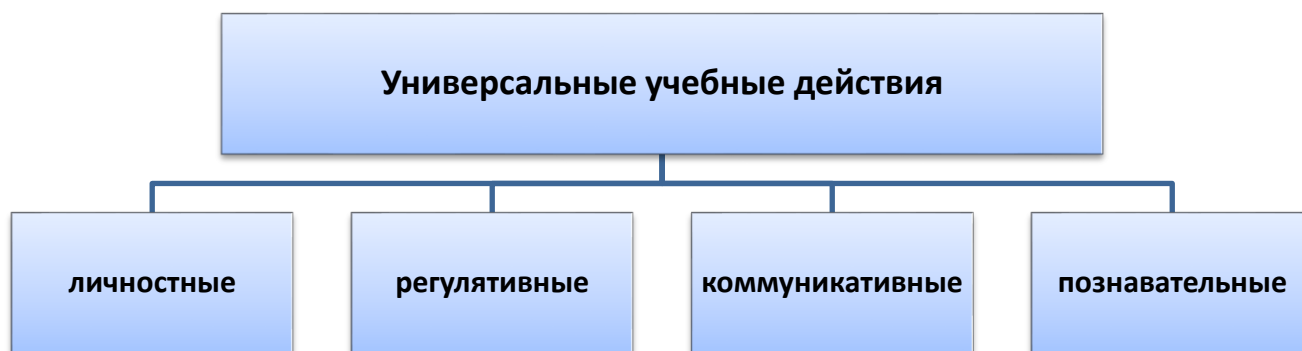 Универсальные учебные действия
личностные
регулятивные
коммуникативные
познавательные